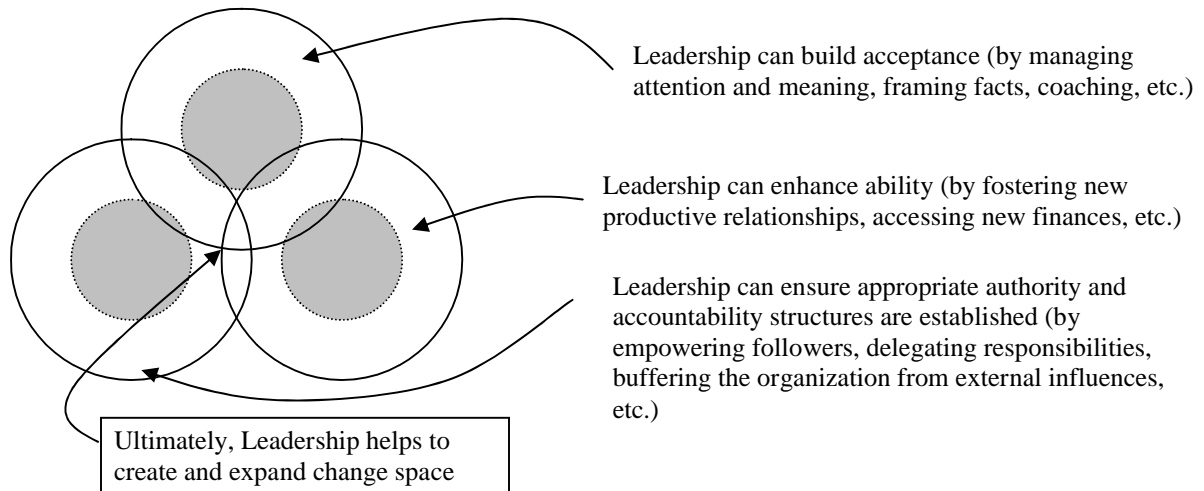 Leadership can build acceptance (by managing
attention and meaning, framing facts, coaching, etc.)
Leadership can enhance ability (by fostering new
productive relationships, accessing new finances, etc.)
Leadership can ensure appropriate authority and
accountability structures are established (by
empowering followers, delegating responsibilities,
buffering the organization from external influences,
etc.)
Ultimately, Leadership helps to
create and expand change space